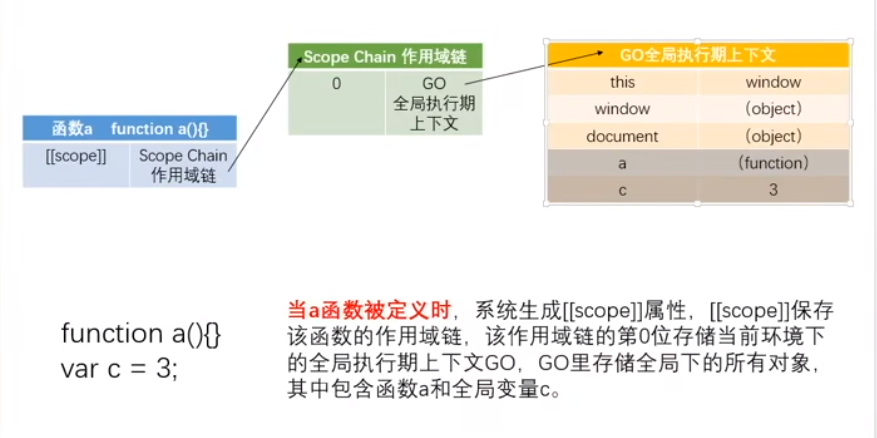 Scope Chain 作用域链
0 GO
全局执行期
上下文
GO全局执行期上下文
this window
window （object）
document （object）
a （function）
c 3
函数a function a(){}
[[scope]] Scope Chain
作用域链
function a(){}
var c = 3;
当a函数被定义时，系统生成[[scope]]属性，[[scope]]保存
该函数的作用域链，该作用域链的第0位存储当前环境下
的全局执行期上下文GO，GO里存储全局下的所有对象，
其中包含函数a和全局变量c。